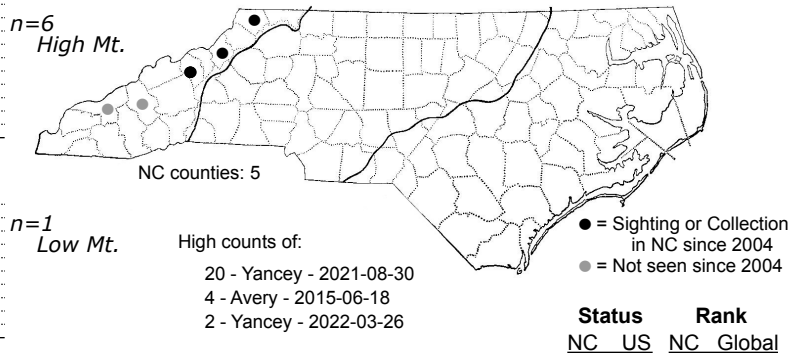 n=6
High Mt.
NC counties: 5
n=1
Low Mt.
High counts of:
20 - Yancey - 2021-08-30
4 - Avery - 2015-06-18
2 - Yancey - 2022-03-26
● = Sighting or Collection
in NC since 2004
● = Not seen since 2004
Status Rank
NC US NC Global